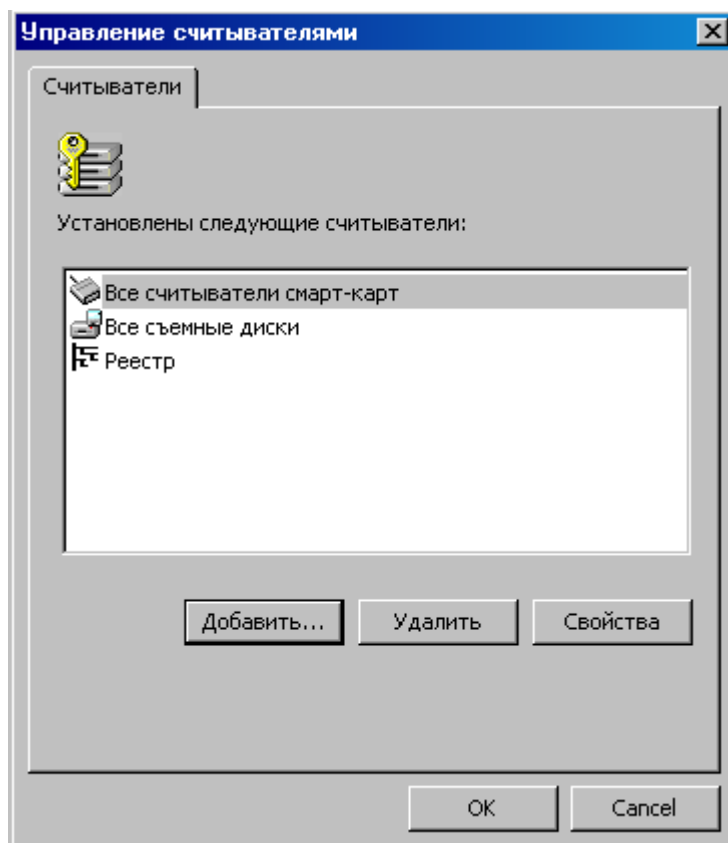 Управление считывателями
Считыватели
Установлены следующие считыватели:
Все считыватели смарт-карт
Все съемные диски
Реестр
Добавить... Удалить Свойства
OK Cancel